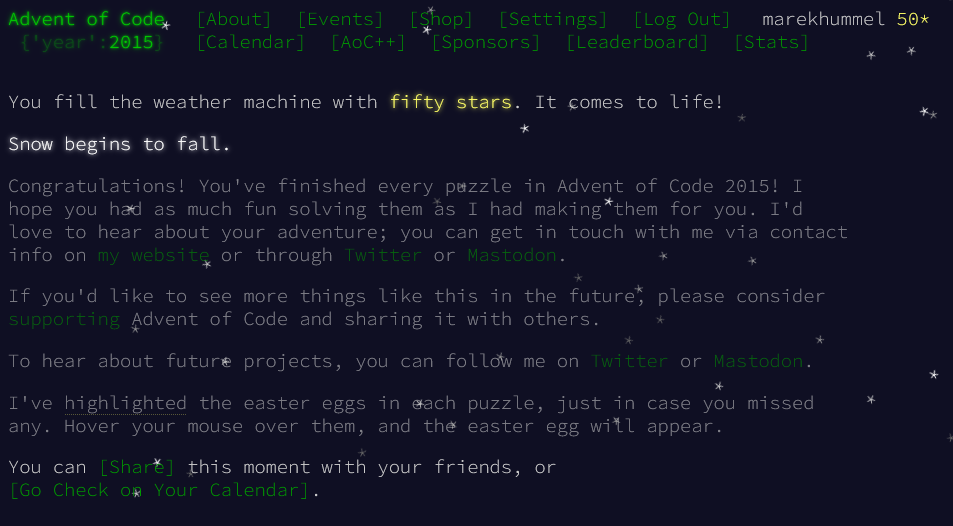 Advent of Code [About] [Events] [Shop] [Settings] [Log Out] marekhummel 50*
{'year':2015} [Calendar] [AoC++] [Sponsors] [Leaderboard] [Stats]
You fill the weather machine with fifty stars. It comes to life!
Snow begins to fall.
Congratulations! You've finished every puzzle in Advent of Code 2015! I
hope you had as much fun solving them as I had making them for you. I'd
love to hear about your adventure; you can get in touch with me via contact
info on my website or through Twitter or Mastodon.
If you'd like to see more things like this in the future, please consider
supporting Advent of Code and sharing it with others.
To hear about future projects, you can follow me on Twitter or Mastodon.
I've highlighted the easter eggs in each puzzle, just in case you missed
any. Hover your mouse over them, and the easter egg will appear.
You can [Share] this moment with your friends, or
[Go Check on Your Calendar].